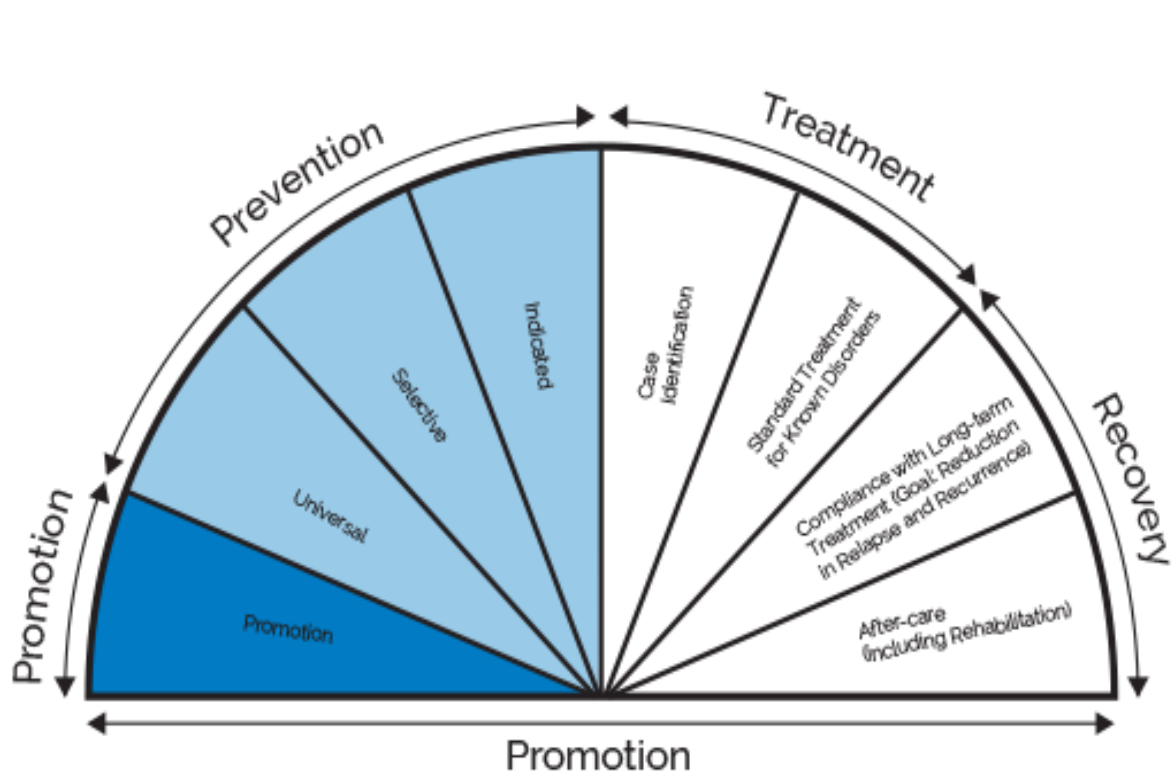 Prevention
Treatment
Recovery
Promotion
Promotion
Universal
Selective
Indicated
Case
Identification
Standard Treatment
for Known Disorders
Compliance with Long-term
Treatment (Goal: Reduction
in Relapse and Recurrence)
After-care
(Including Rehabilitation)
Promotion